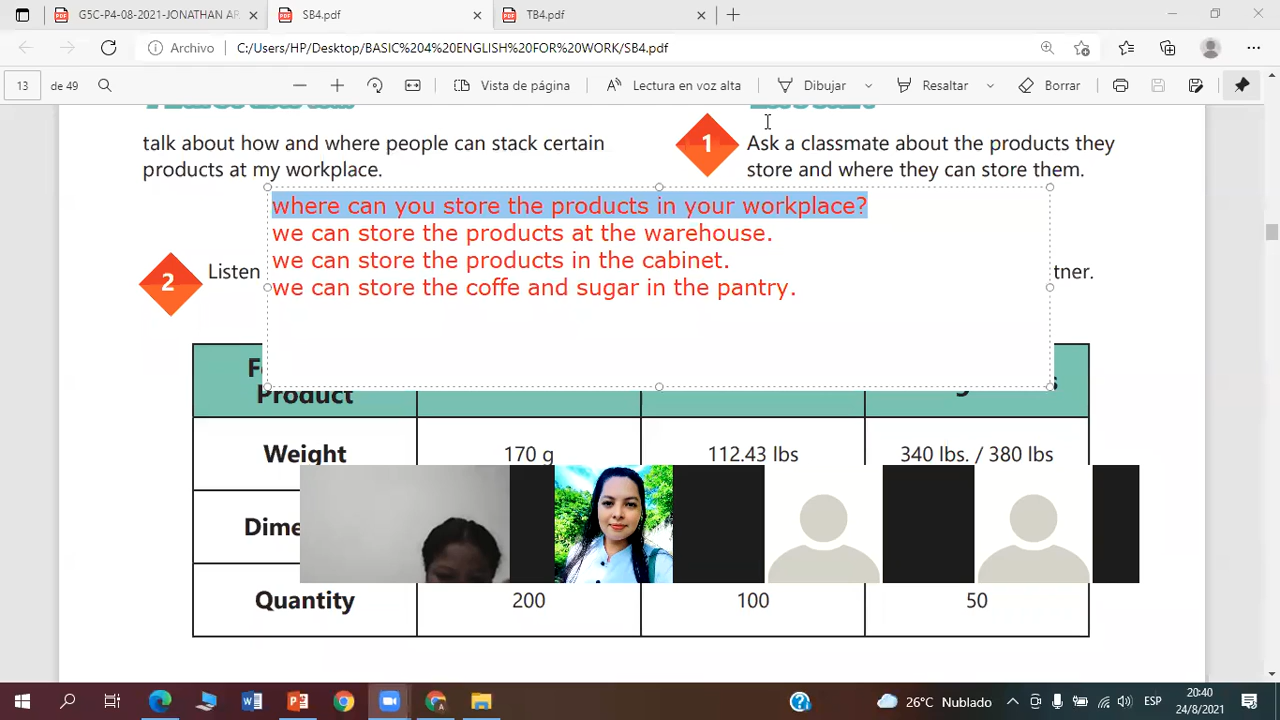 G5C-P4-08-2021-JONATHAN AR
SB4.pdf
TB4.pdf
Archivo
C:/Users/HP/Desktop/BASIC%204%20ENGLISH%20FOR%20WORK/SB4.pdf
13 de 49
Vista de página
Lectura en voz alta
Dibujar
Resaltar
Borrar
talk about how and where people can stack certain
products at my workplace.
1
Ask a classmate about the products they
store and where they can store them.
where can you store the products in your workplace?
we can store the products at the warehouse.
we can store the products in the cabinet.
we can store the coffe and sugar in the pantry.
2
Listen
tner.
Product
Weight 170 g 112.43 lbs 340 lbs. / 380 lbs
Dime
Quantity 200 100 50
26°C Nublado
ESP
20:40
24/8/2021